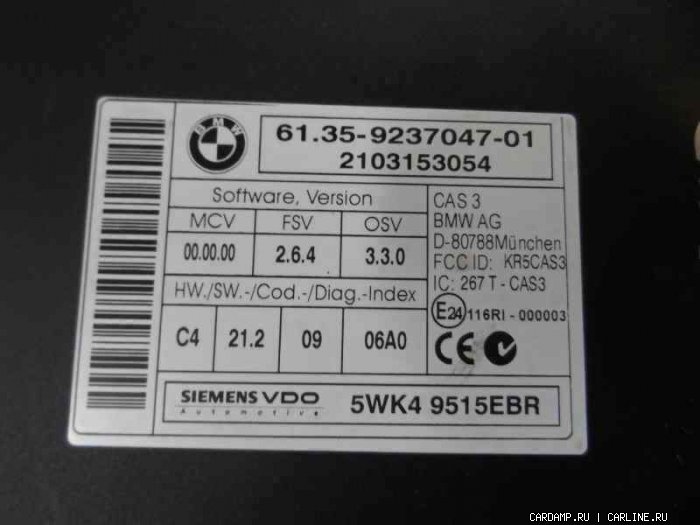 BMW
61.35-9237047-01
2103153054
Software, Version
MCV FSV OSV
00.00.00 2.6.4 3.3.0
HW./SW.-/Cod.-/Diag.-Index
C4 21.2 09 06A0
CAS 3
BMW AG
D-80788München
FCC ID: KR5CAS3
IC: 267 T - CAS3
E24 116RI - 000003
CE
SIEMENS VDO
Automotive
5WK4 9515EBR
CARDAMP.RU | CARLINE.RU